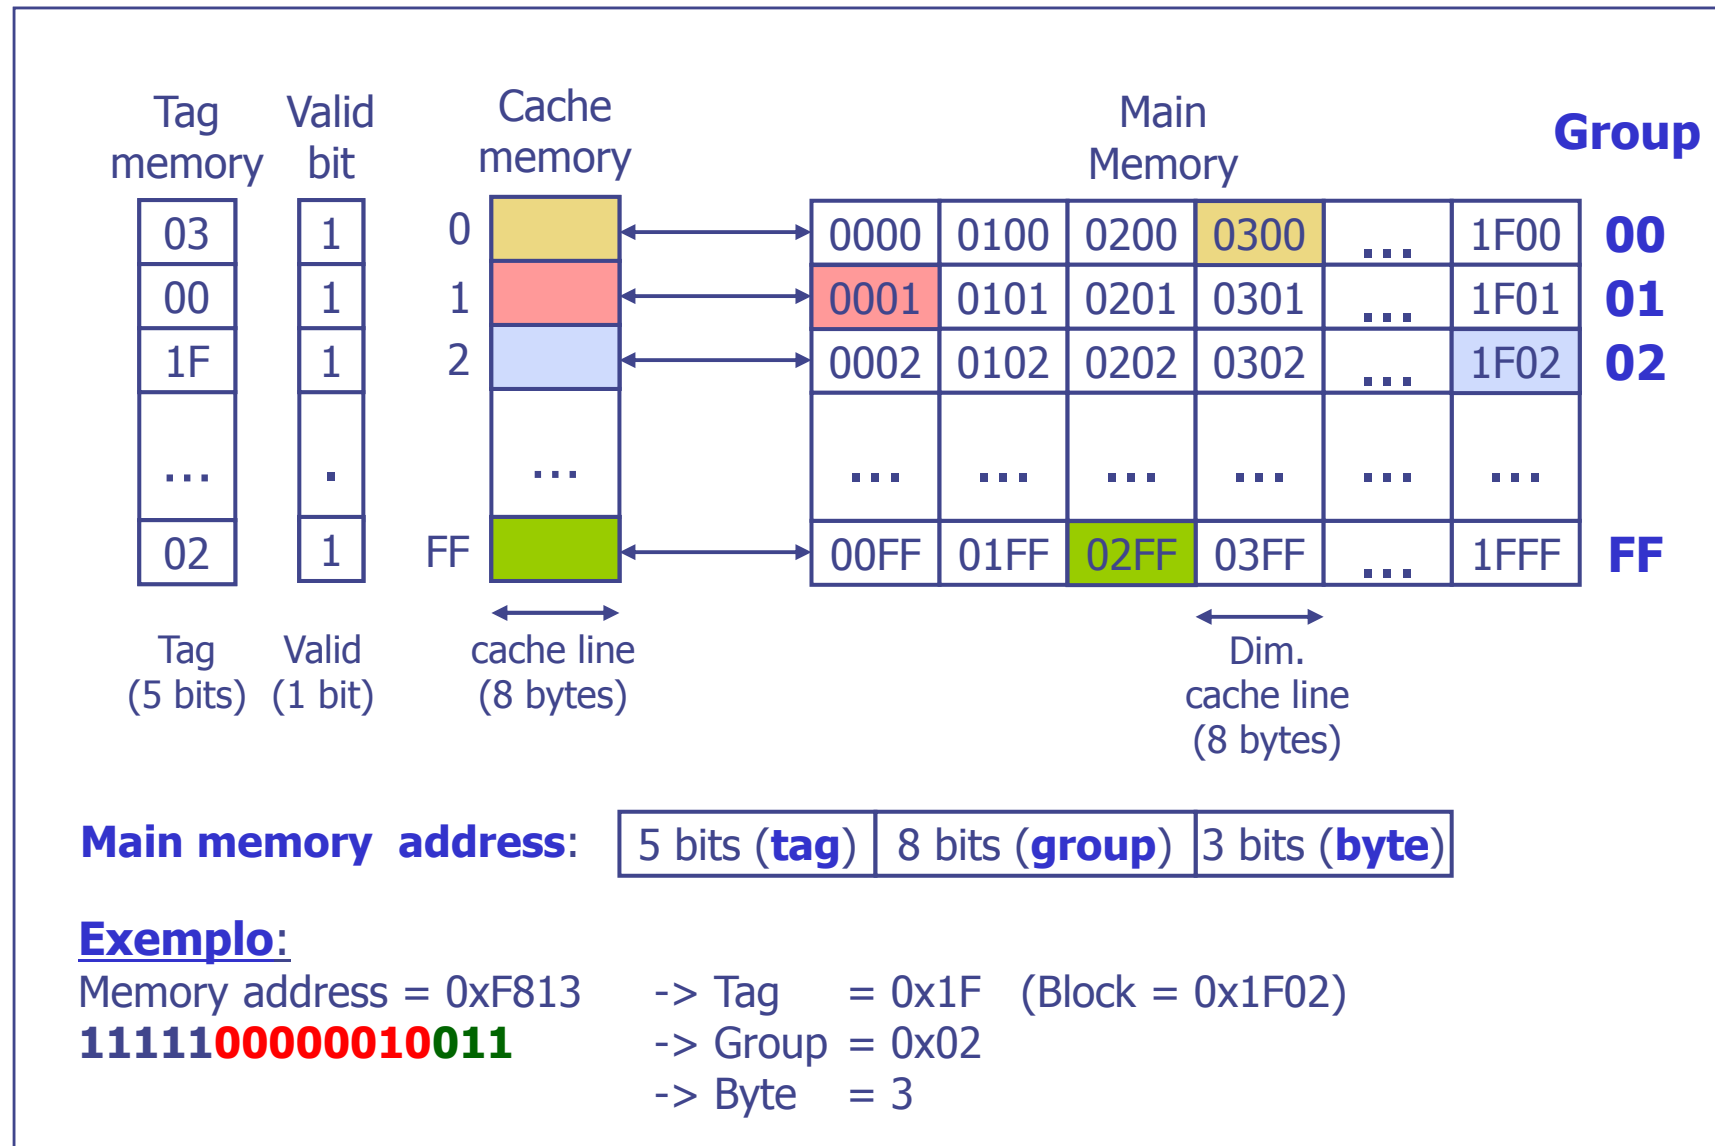 Tag memory
Valid bit
Cache memory
Main Memory
Group
03 1 0 0000 0100 0200 0300 ... 1F00 00
00 1 1 0001 0101 0201 0301 ... 1F01 01
1F 1 2 0002 0102 0202 0302 ... 1F02 02
... . ... ... ... ... ... ... ...
02 1 FF 00FF 01FF 02FF 03FF ... 1FFF FF
Tag
(5 bits)
Valid
(1 bit)
cache line
(8 bytes)
Dim.
cache line
(8 bytes)
Main memory address: 5 bits (tag) 8 bits (group) 3 bits (byte)
Exemplo:
Memory address = 0xF813 -> Tag = 0x1F (Block = 0x1F02)
1111100000010011 -> Group = 0x02
-> Byte = 3